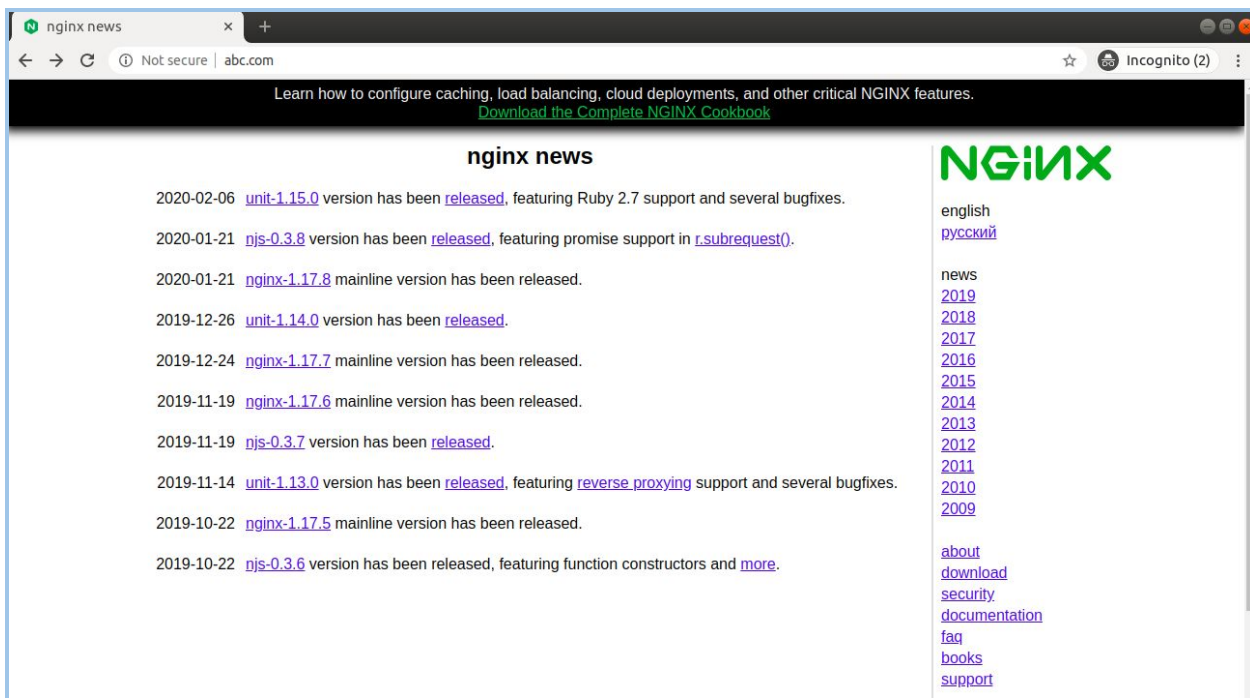 nginx news
Not secure | abc.com
Incognito (2)
Learn how to configure caching, load balancing, cloud deployments, and other critical NGINX features.
Download the Complete NGINX Cookbook
nginx news
2020-02-06 unit-1.15.0 version has been released, featuring Ruby 2.7 support and several bugfixes.
2020-01-21 njs-0.3.8 version has been released, featuring promise support in r.subrequest().
2020-01-21 nginx-1.17.8 mainline version has been released.
2019-12-26 unit-1.14.0 version has been released.
2019-12-24 nginx-1.17.7 mainline version has been released.
2019-11-19 nginx-1.17.6 mainline version has been released.
2019-11-19 njs-0.3.7 version has been released.
2019-11-14 unit-1.13.0 version has been released, featuring reverse proxying support and several bugfixes.
2019-10-22 nginx-1.17.5 mainline version has been released.
2019-10-22 njs-0.3.6 version has been released, featuring function constructors and more.
NGINX
english
русский
news
2019
2018
2017
2016
2015
2014
2013
2012
2011
2010
2009
about
download
security
documentation
faq
books
support